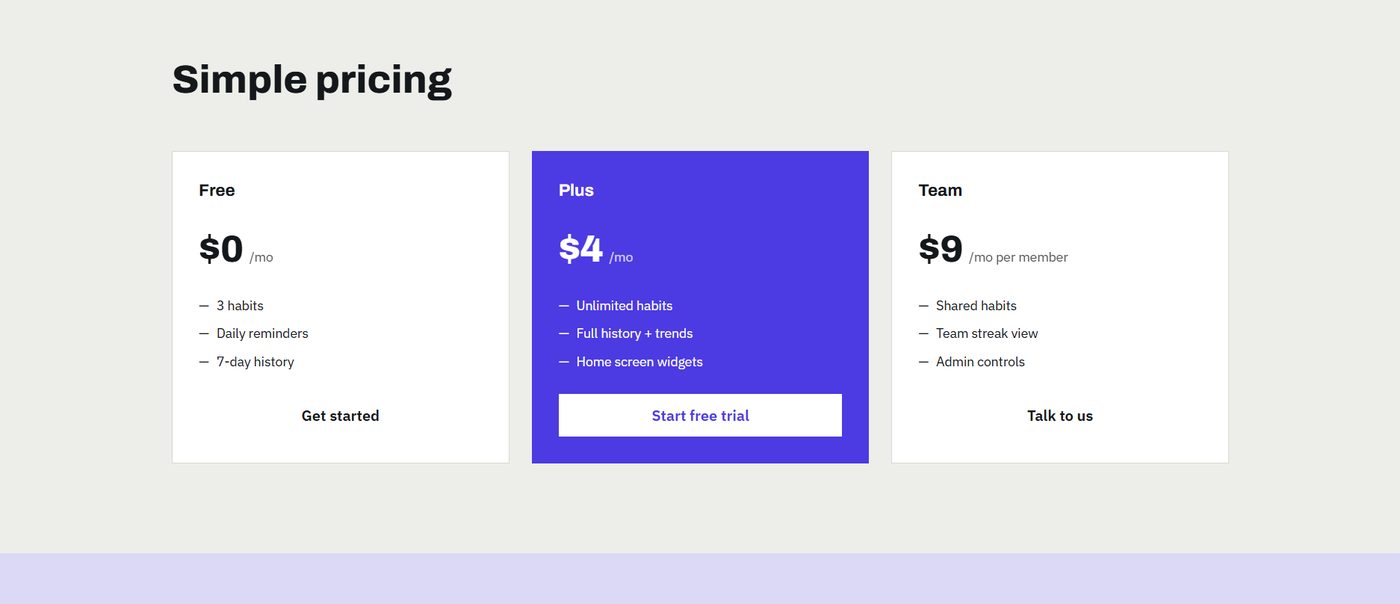 Simple pricing
Free
$0 /mo
— 3 habits
— Daily reminders
— 7-day history
Get started
Plus
$4 /mo
— Unlimited habits
— Full history + trends
— Home screen widgets
Start free trial
Team
$9 /mo per member
— Shared habits
— Team streak view
— Admin controls
Talk to us